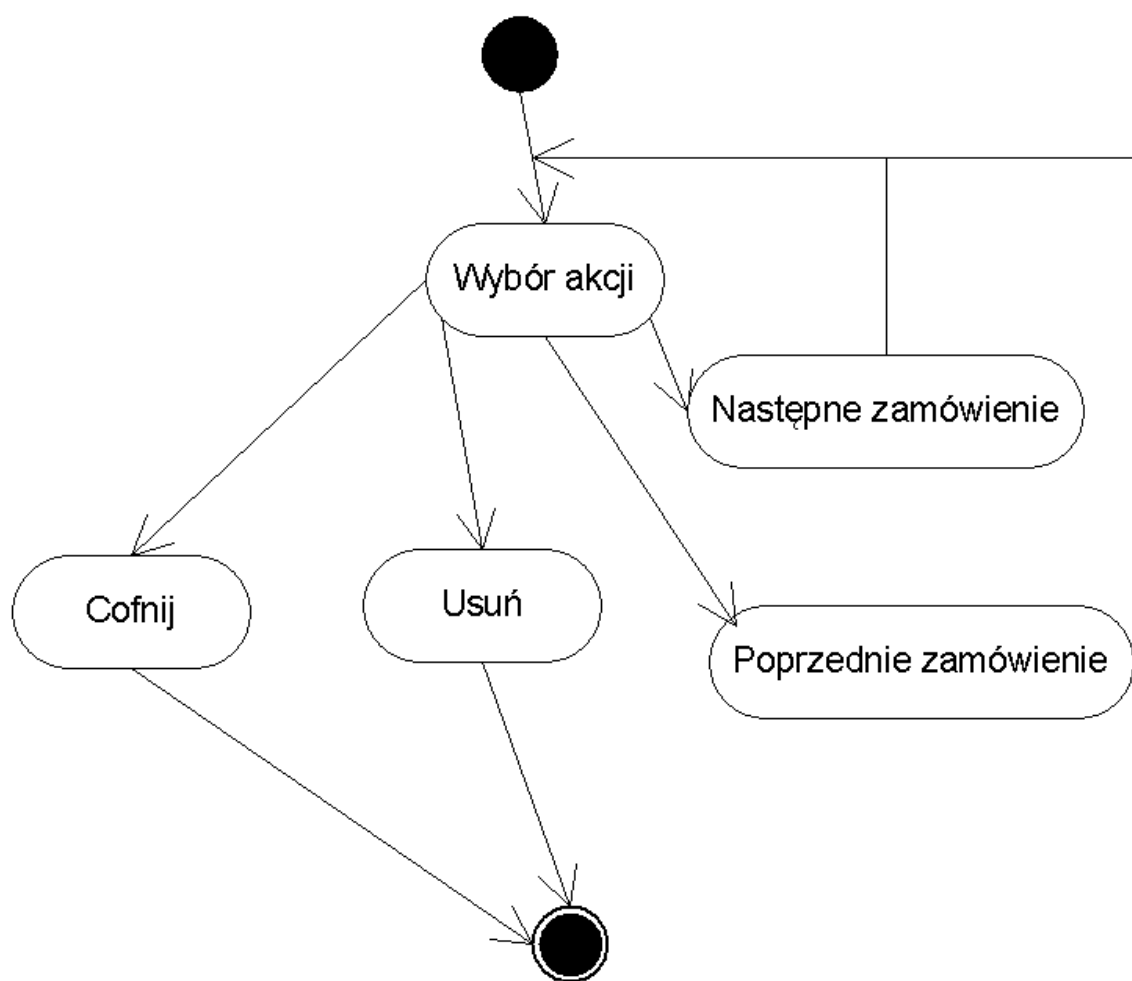 Wybór akcji
Następne zamówienie
Cofnij
Usuń
Poprzednie zamówienie